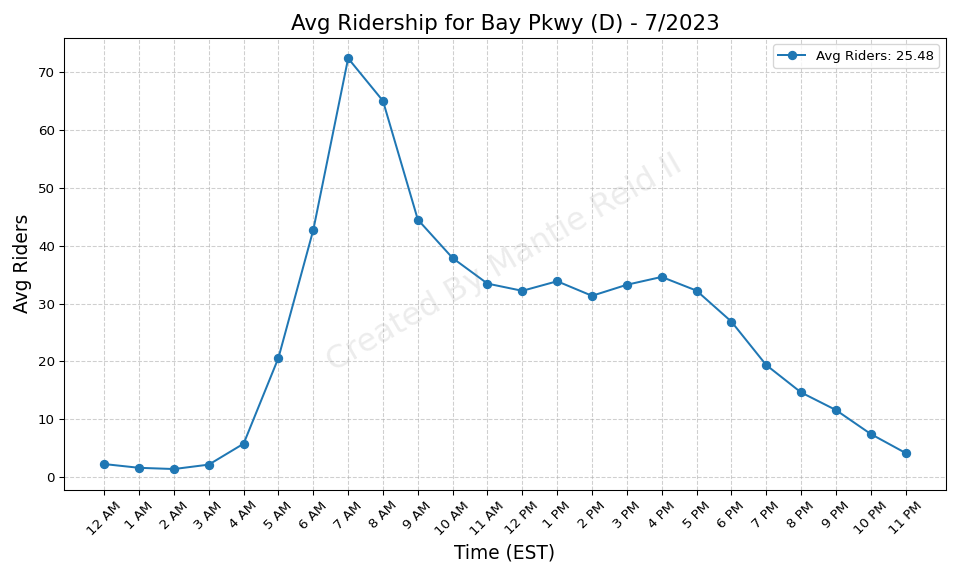 Avg Ridership for Bay Pkwy (D) - 7/2023
Avg Riders: 25.48
Avg Riders
70
60
50
40
30
20
10
0
Created By Mantie Reid II
12 AM
1 AM
2 AM
3 AM
4 AM
5 AM
6 AM
7 AM
8 AM
9 AM
10 AM
11 AM
12 PM
1 PM
2 PM
3 PM
4 PM
5 PM
6 PM
7 PM
8 PM
9 PM
10 PM
11 PM
Time (EST)